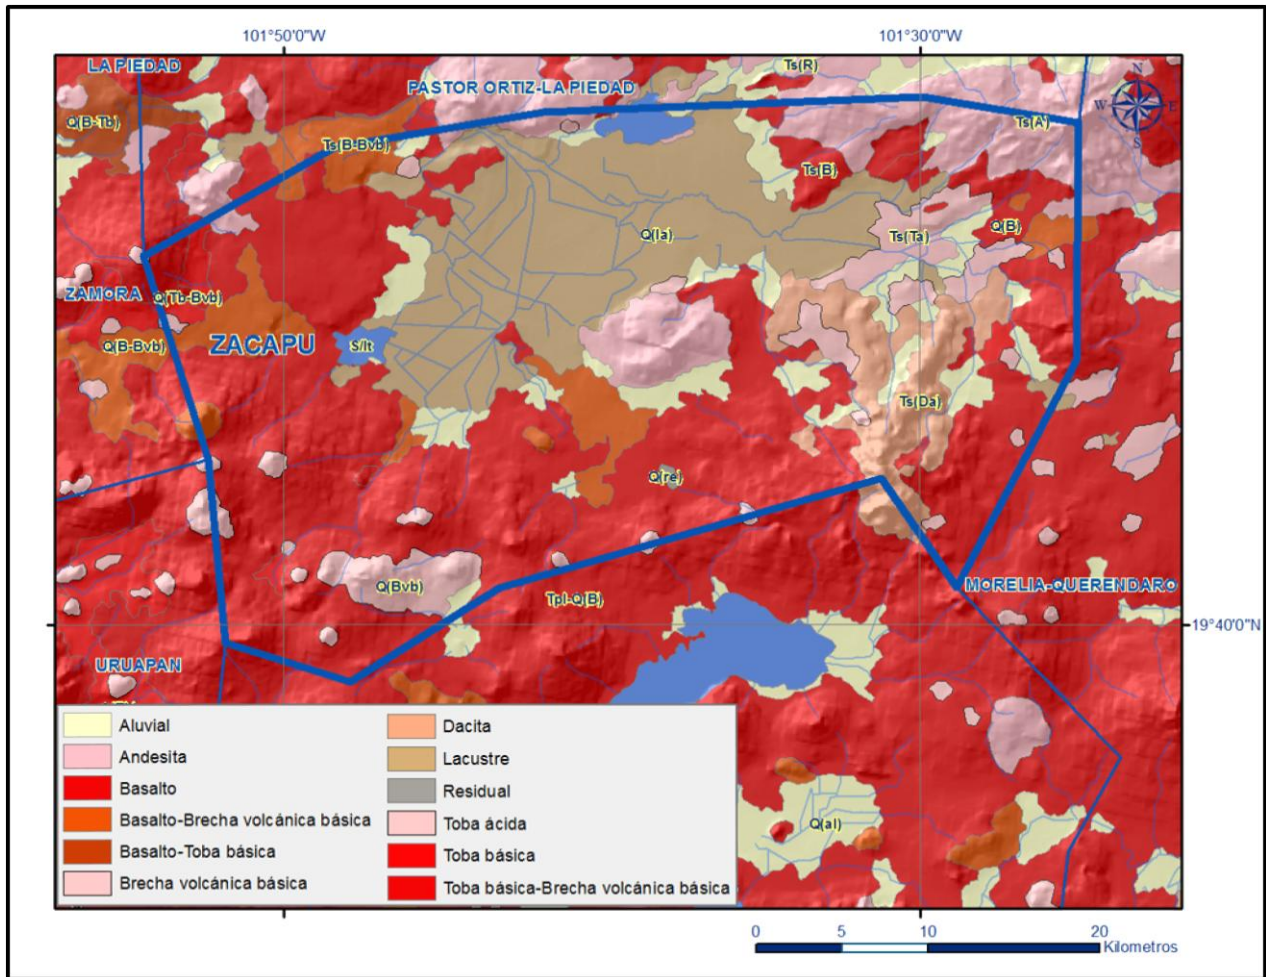 101°50'0"W
101°30'0"W
LA PIEDAD
PASTOR ORTIZ-LA PIEDAD
Ts(R)
N
W
E
S
Q(B-Tb)
Ts(A)
Ts(B-Bvb)
Ts(B)
Q(la)
Ts(Ta)
Q(B)
ZAMORA
Q(Tb-Bvb)
Q(B-Bvb)
ZACAPU
S/It
Ts(Da)
Q(re)
Q(Bvb)
Tpl-Q(B)
MORELIA-QUERENDARO
19°40'0"N
URUAPAN
Aluvial
Andesita
Basalto
Basalto-Brecha volcánica básica
Basalto-Toba básica
Brecha volcánica básica
Dacita
Lacustre
Residual
Toba ácida
Toba básica
Toba básica-Brecha volcánica básica
Q(al)
0 5 10 20
Kilometros